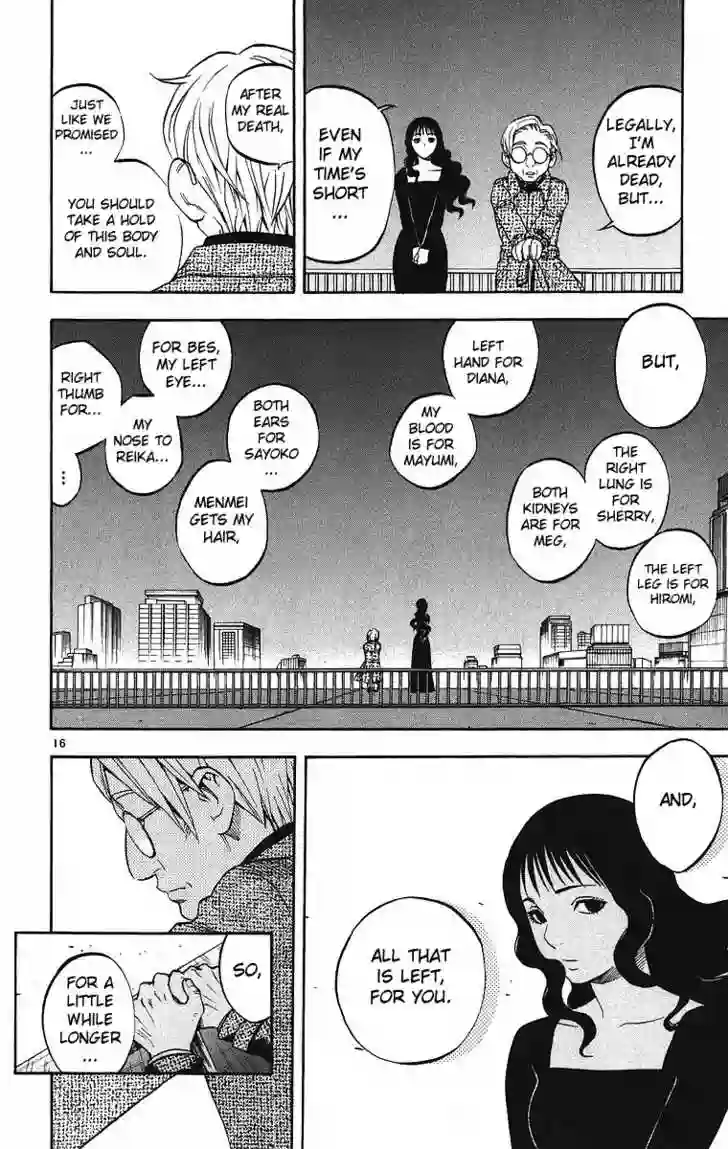 LEGALLY,
I'M
ALREADY
DEAD,
BUT...
EVEN
IF MY
TIME'S
SHORT
...
AFTER
MY REAL
DEATH,
JUST
LIKE WE
PROMISED
...
YOU SHOULD
TAKE A HOLD
OF THIS BODY
AND SOUL.
BUT,
THE
RIGHT
LUNG IS
FOR
SHERRY,
THE LEFT
LEG IS FOR
HIROMI,
BOTH
KIDNEYS
ARE FOR
MEG,
LEFT
HAND FOR
DIANA,
MY
BLOOD
IS FOR
MAYUMI,
BOTH
EARS
FOR
SAYOKO
...
MENMEI
GETS MY
HAIR,
FOR BES,
MY LEFT
EYE...
MY
NOSE TO
REIKA...
RIGHT
THUMB
FOR...
...
16
AND,
ALL THAT
IS LEFT,
FOR YOU.
SO,
FOR A
LITTLE
WHILE
LONGER
...